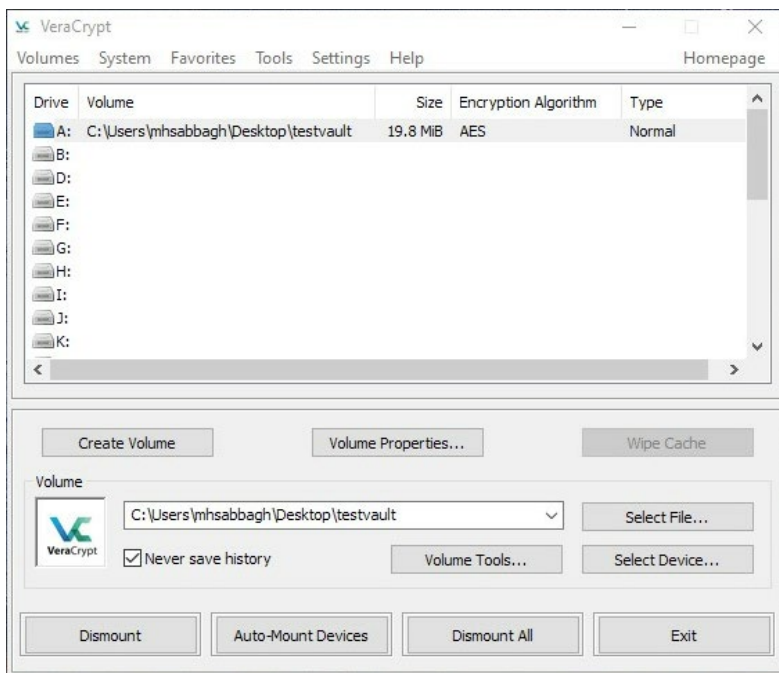 VeraCrypt
Volumes System Favorites Tools Settings Help Homepage
Drive Volume Size Encryption Algorithm Type
A: C:\Users\mhsabbagh\Desktop\testvault 19.8 MiB AES Normal
B:
D:
E:
F:
G:
H:
I:
J:
K:
Create Volume Volume Properties... Wipe Cache
Volume
C:\Users\mhsabbagh\Desktop\testvault Select File...
VeraCrypt
Never save history Volume Tools... Select Device...
Dismount Auto-Mount Devices Dismount All Exit